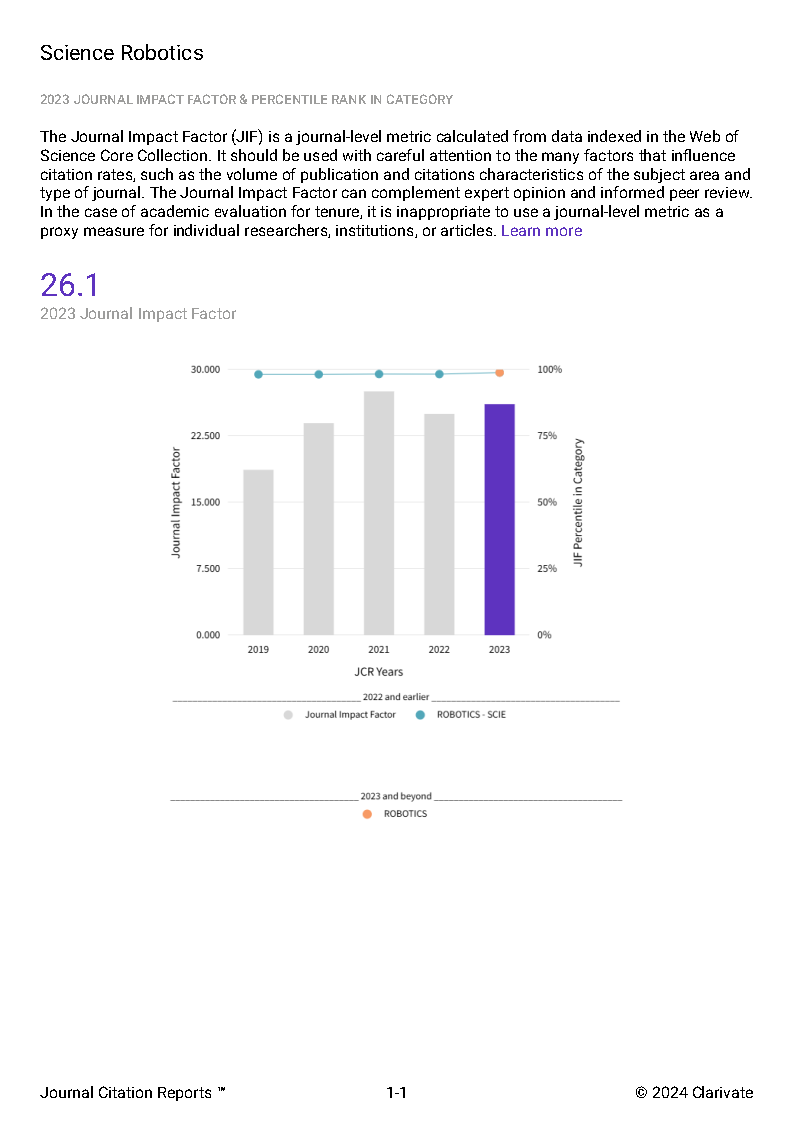 Science Robotics
2023 JOURNAL IMPACT FACTOR & PERCENTILE RANK IN CATEGORY
The Journal Impact Factor (JIF) is a journal-level metric calculated from data indexed in the Web of
Science Core Collection. It should be used with careful attention to the many factors that influence
citation rates, such as the volume of publication and citations characteristics of the subject area and
type of journal. The Journal Impact Factor can complement expert opinion and informed peer review.
In the case of academic evaluation for tenure, it is inappropriate to use a journal-level metric as a
proxy measure for individual researchers, institutions, or articles. Learn more
26.1
2023 Journal Impact Factor
30.000 100%
22.500 75%
15.000 50%
7.500 25%
0.000 0%
Journal Impact Factor
JIF Percentile in Category
2019 2020 2021 2022 2023
JCR Years
2022 and earlier
Journal Impact Factor ROBOTICS - SCIE
2023 and beyond
ROBOTICS
Journal Citation Reports ™ 1-1 © 2024 Clarivate